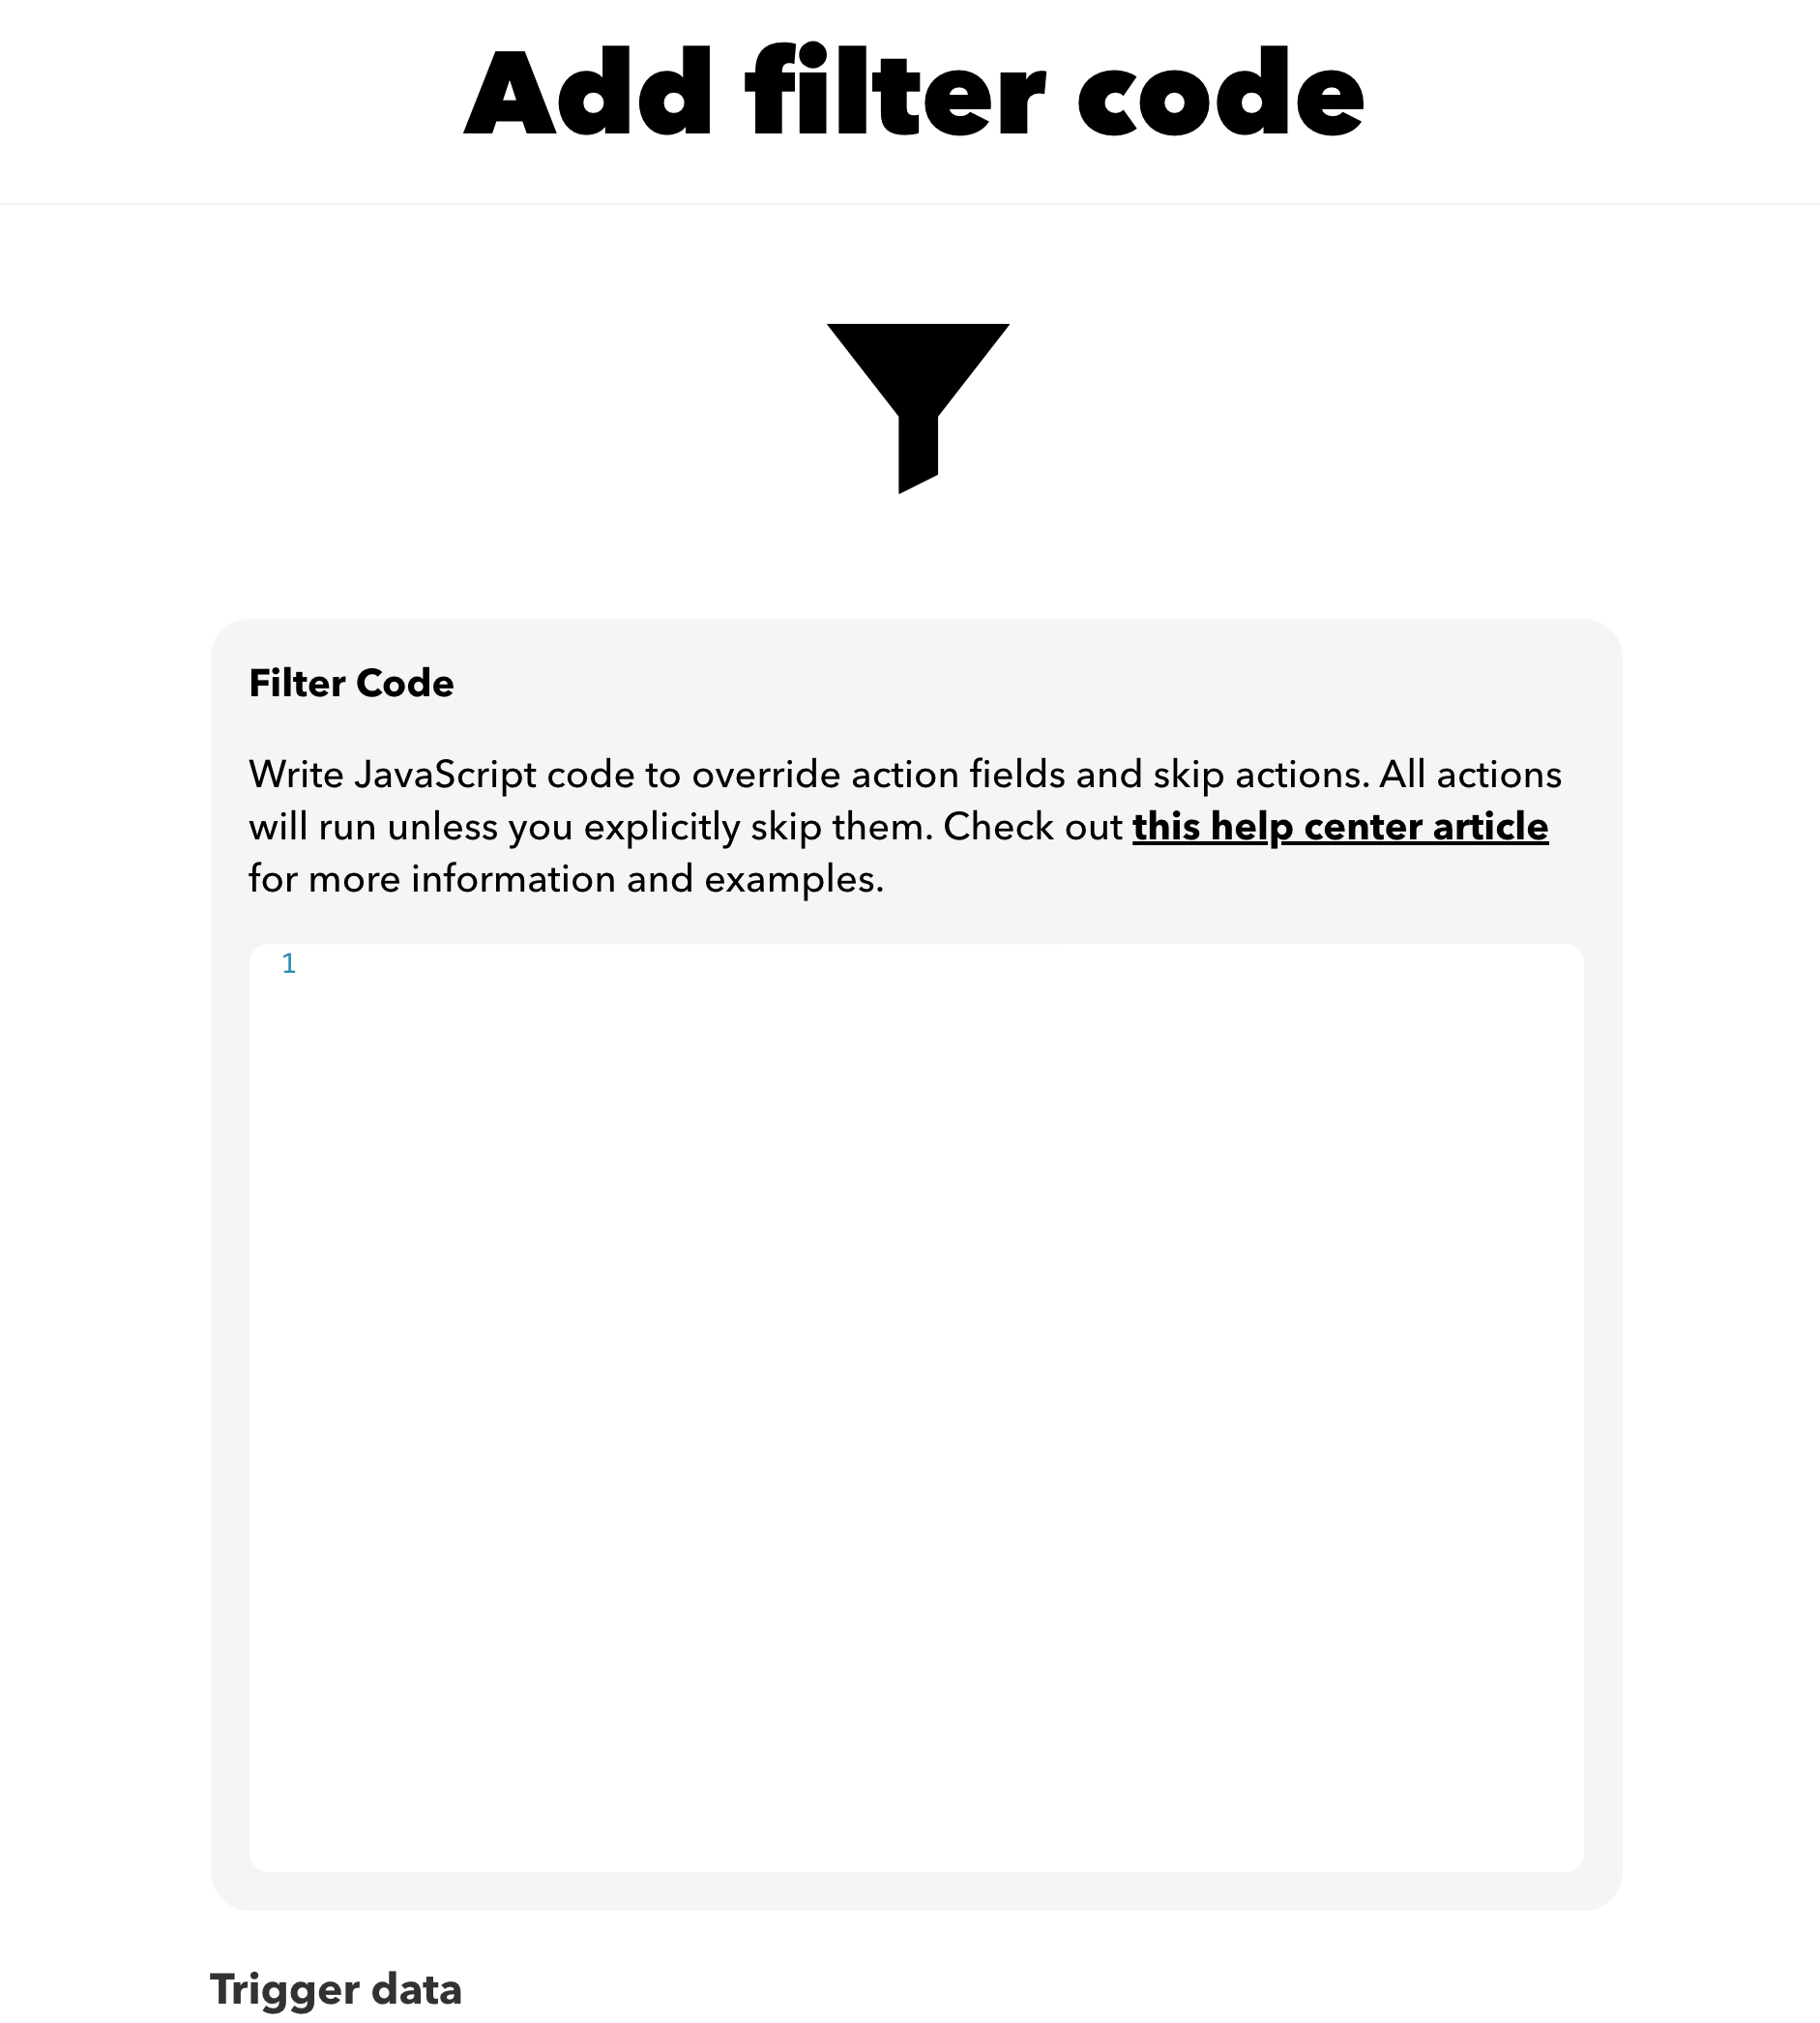 Add filter code
Filter Code
Write JavaScript code to override action fields and skip actions. All actions
will run unless you explicitly skip them. Check out this help center article
for more information and examples.
1
Trigger data